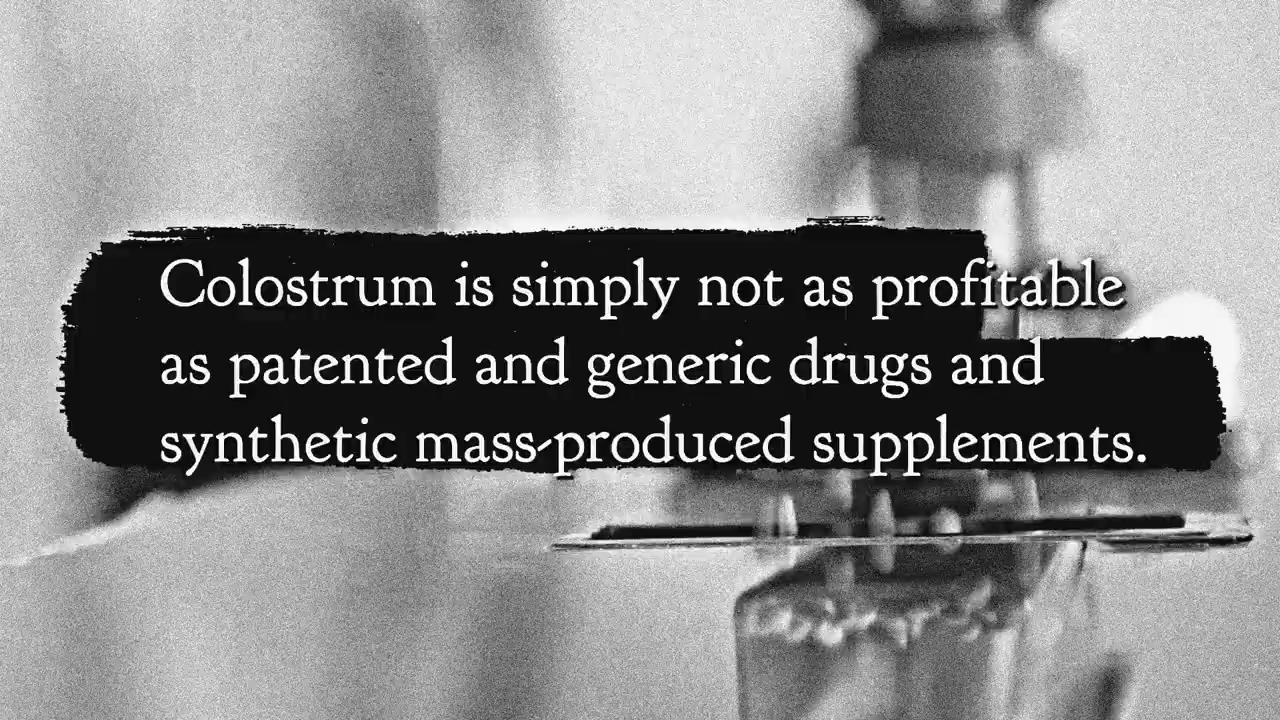 Colostrum is simply not as profitable
as patented and generic drugs and
synthetic mass-produced supplements.